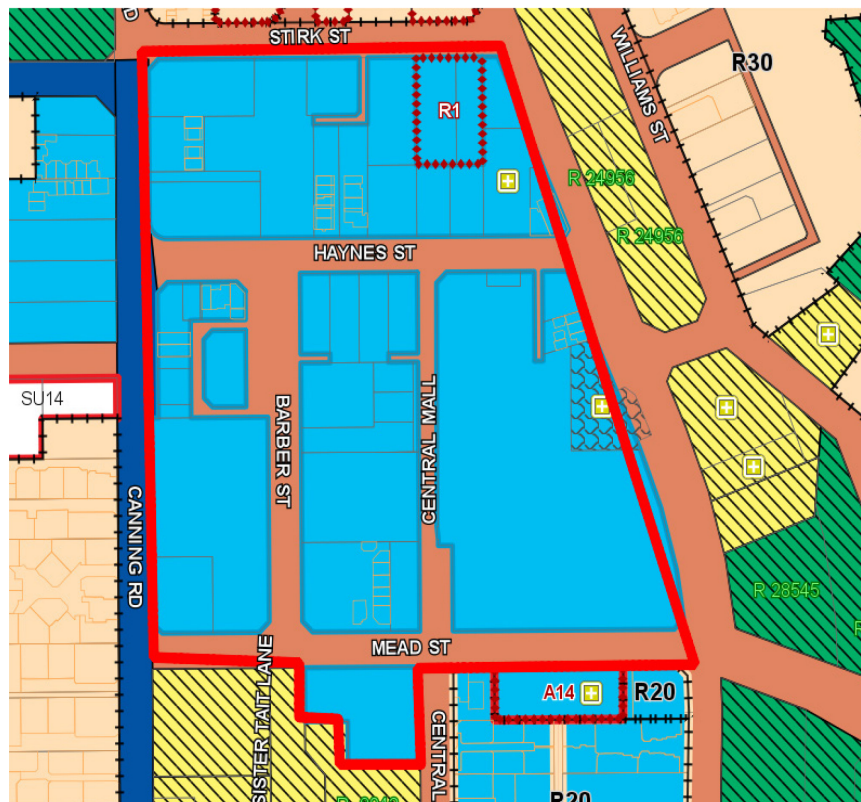 D
STIRK ST
WILLIAMS ST
R30
R1
R 24956
R 24956
HAYNES ST
SU14
BARBER ST
CENTRAL MALL
CANNING RD
R 28545
R
MEAD ST
SISTER TAIT LANE
A14
R20
CENTRAL
R20